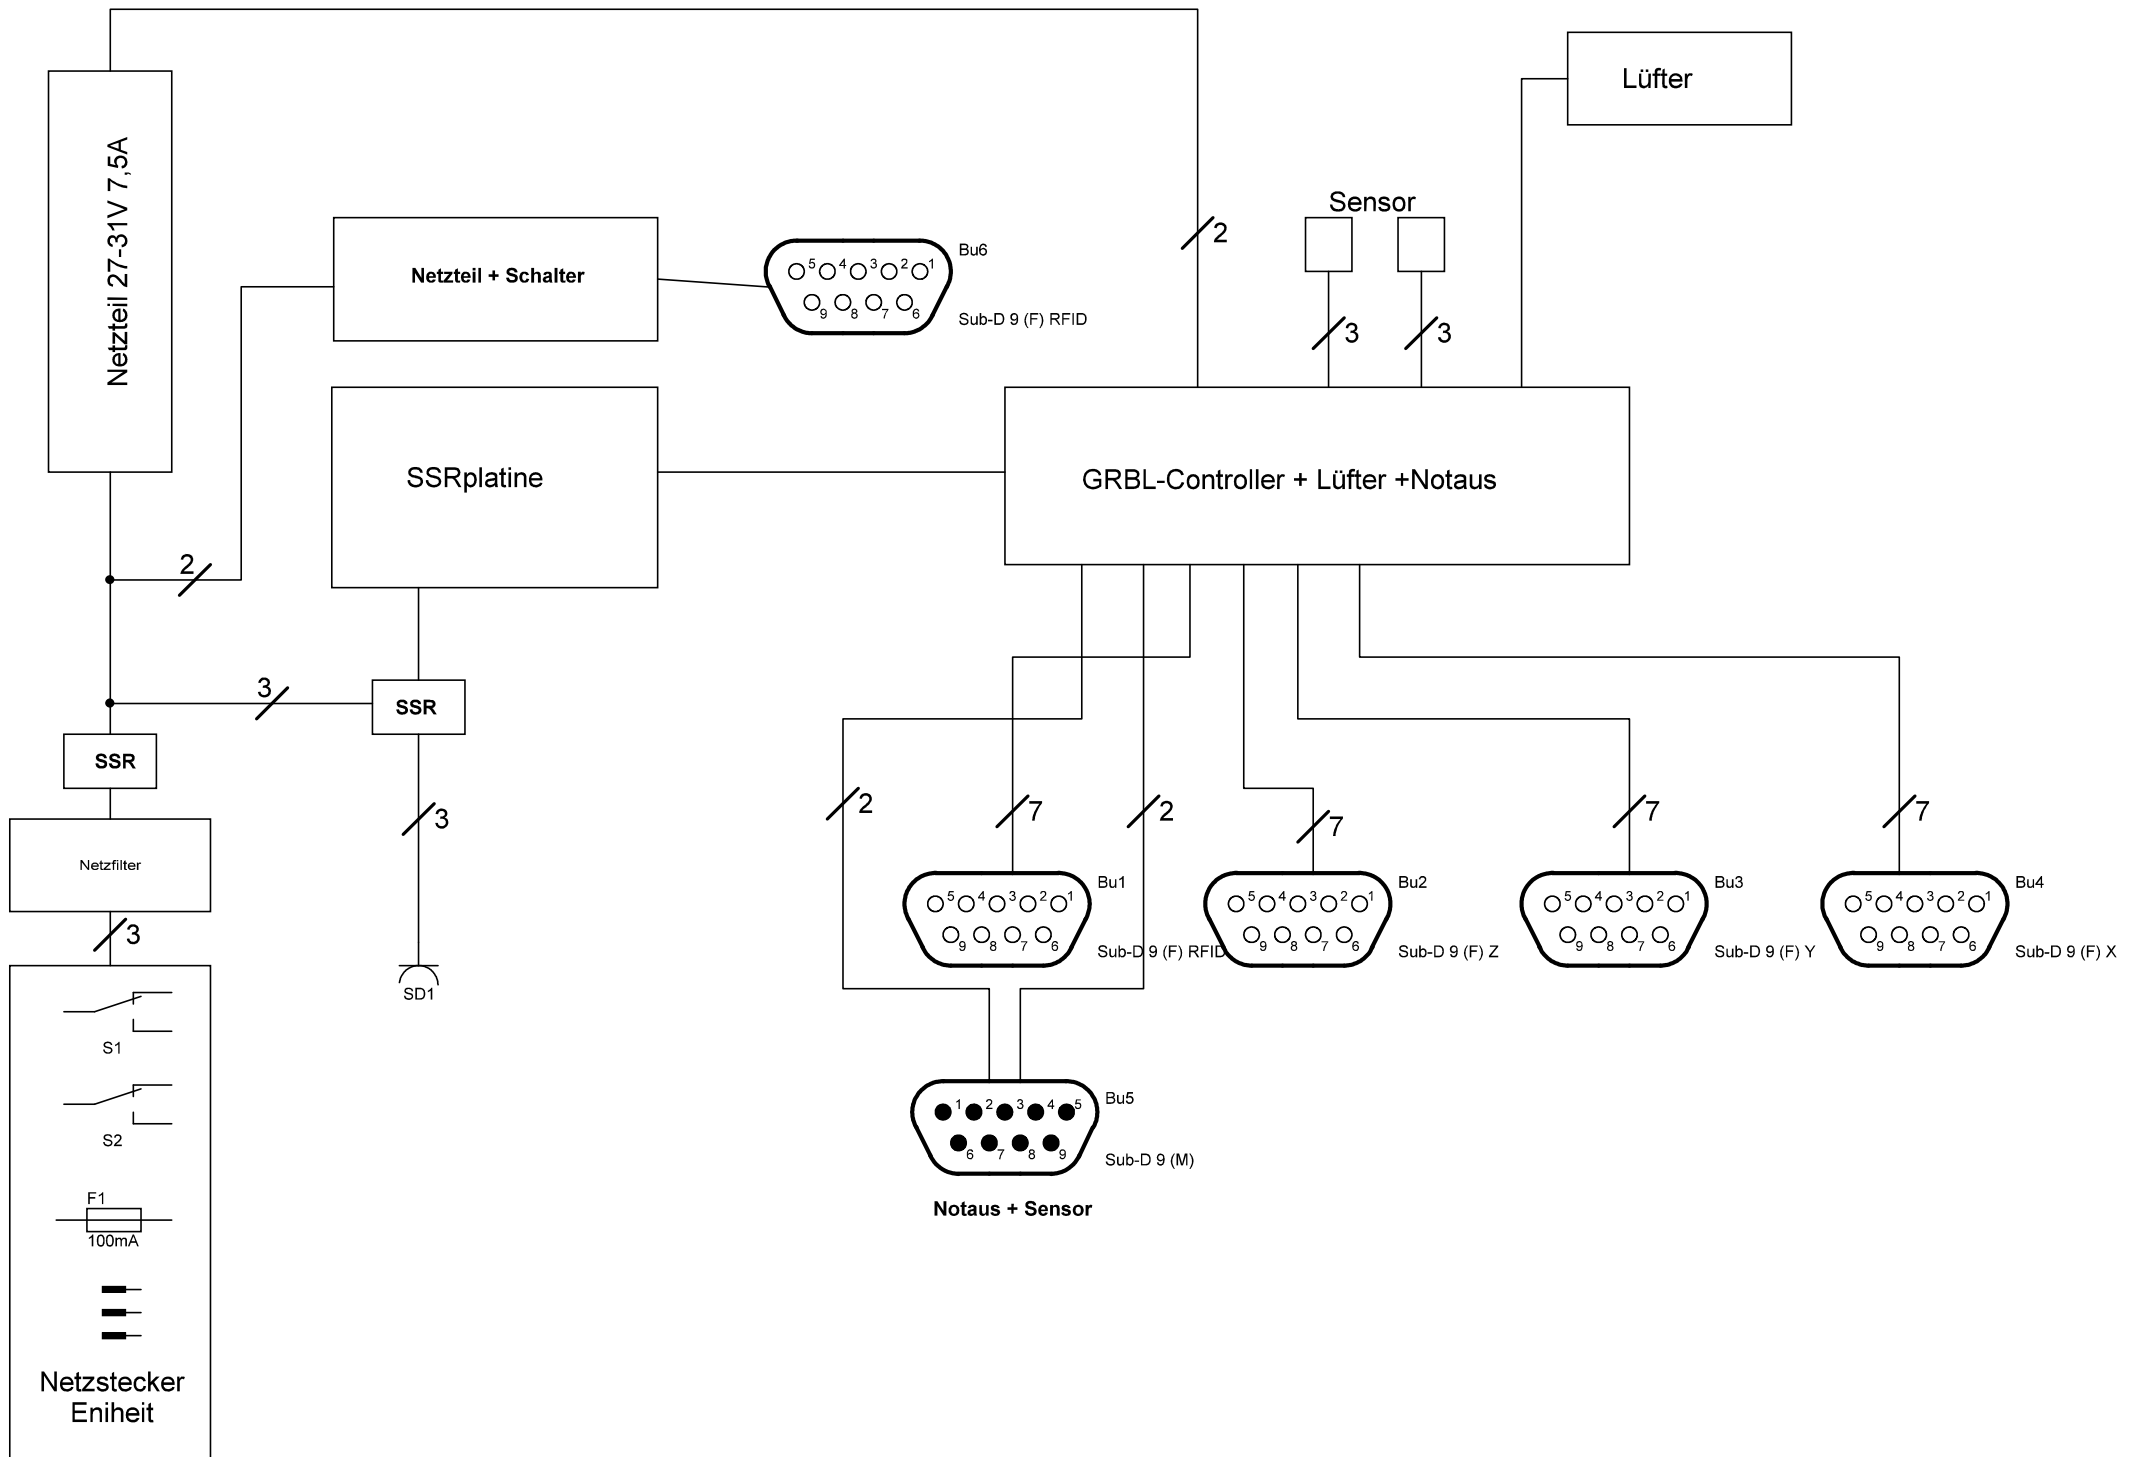 Lüfter
Netzteil 27-31V 7,5A
Sensor
2
3
3
Netzteil + Schalter
Bu6
5 4 3 2 1
9 8 7 6
Sub-D 9 (F) RFID
SSRplatine
GRBL-Controller + Lüfter +Notaus
2
3
SSR
SSR
3
Netzfilter
3
2
7
2
7
7
7
Bu1
5 4 3 2 1
9 8 7 6
Sub-D 9 (F) RFID
Bu2
5 4 3 2 1
9 8 7 6
Sub-D 9 (F) Z
Bu3
5 4 3 2 1
9 8 7 6
Sub-D 9 (F) Y
Bu4
5 4 3 2 1
9 8 7 6
Sub-D 9 (F) X
SD1
S1
S2
F1
100mA
Netzstecker
Eniheit
Bu5
1 2 3 4 5
6 7 8 9
Sub-D 9 (M)
Notaus + Sensor